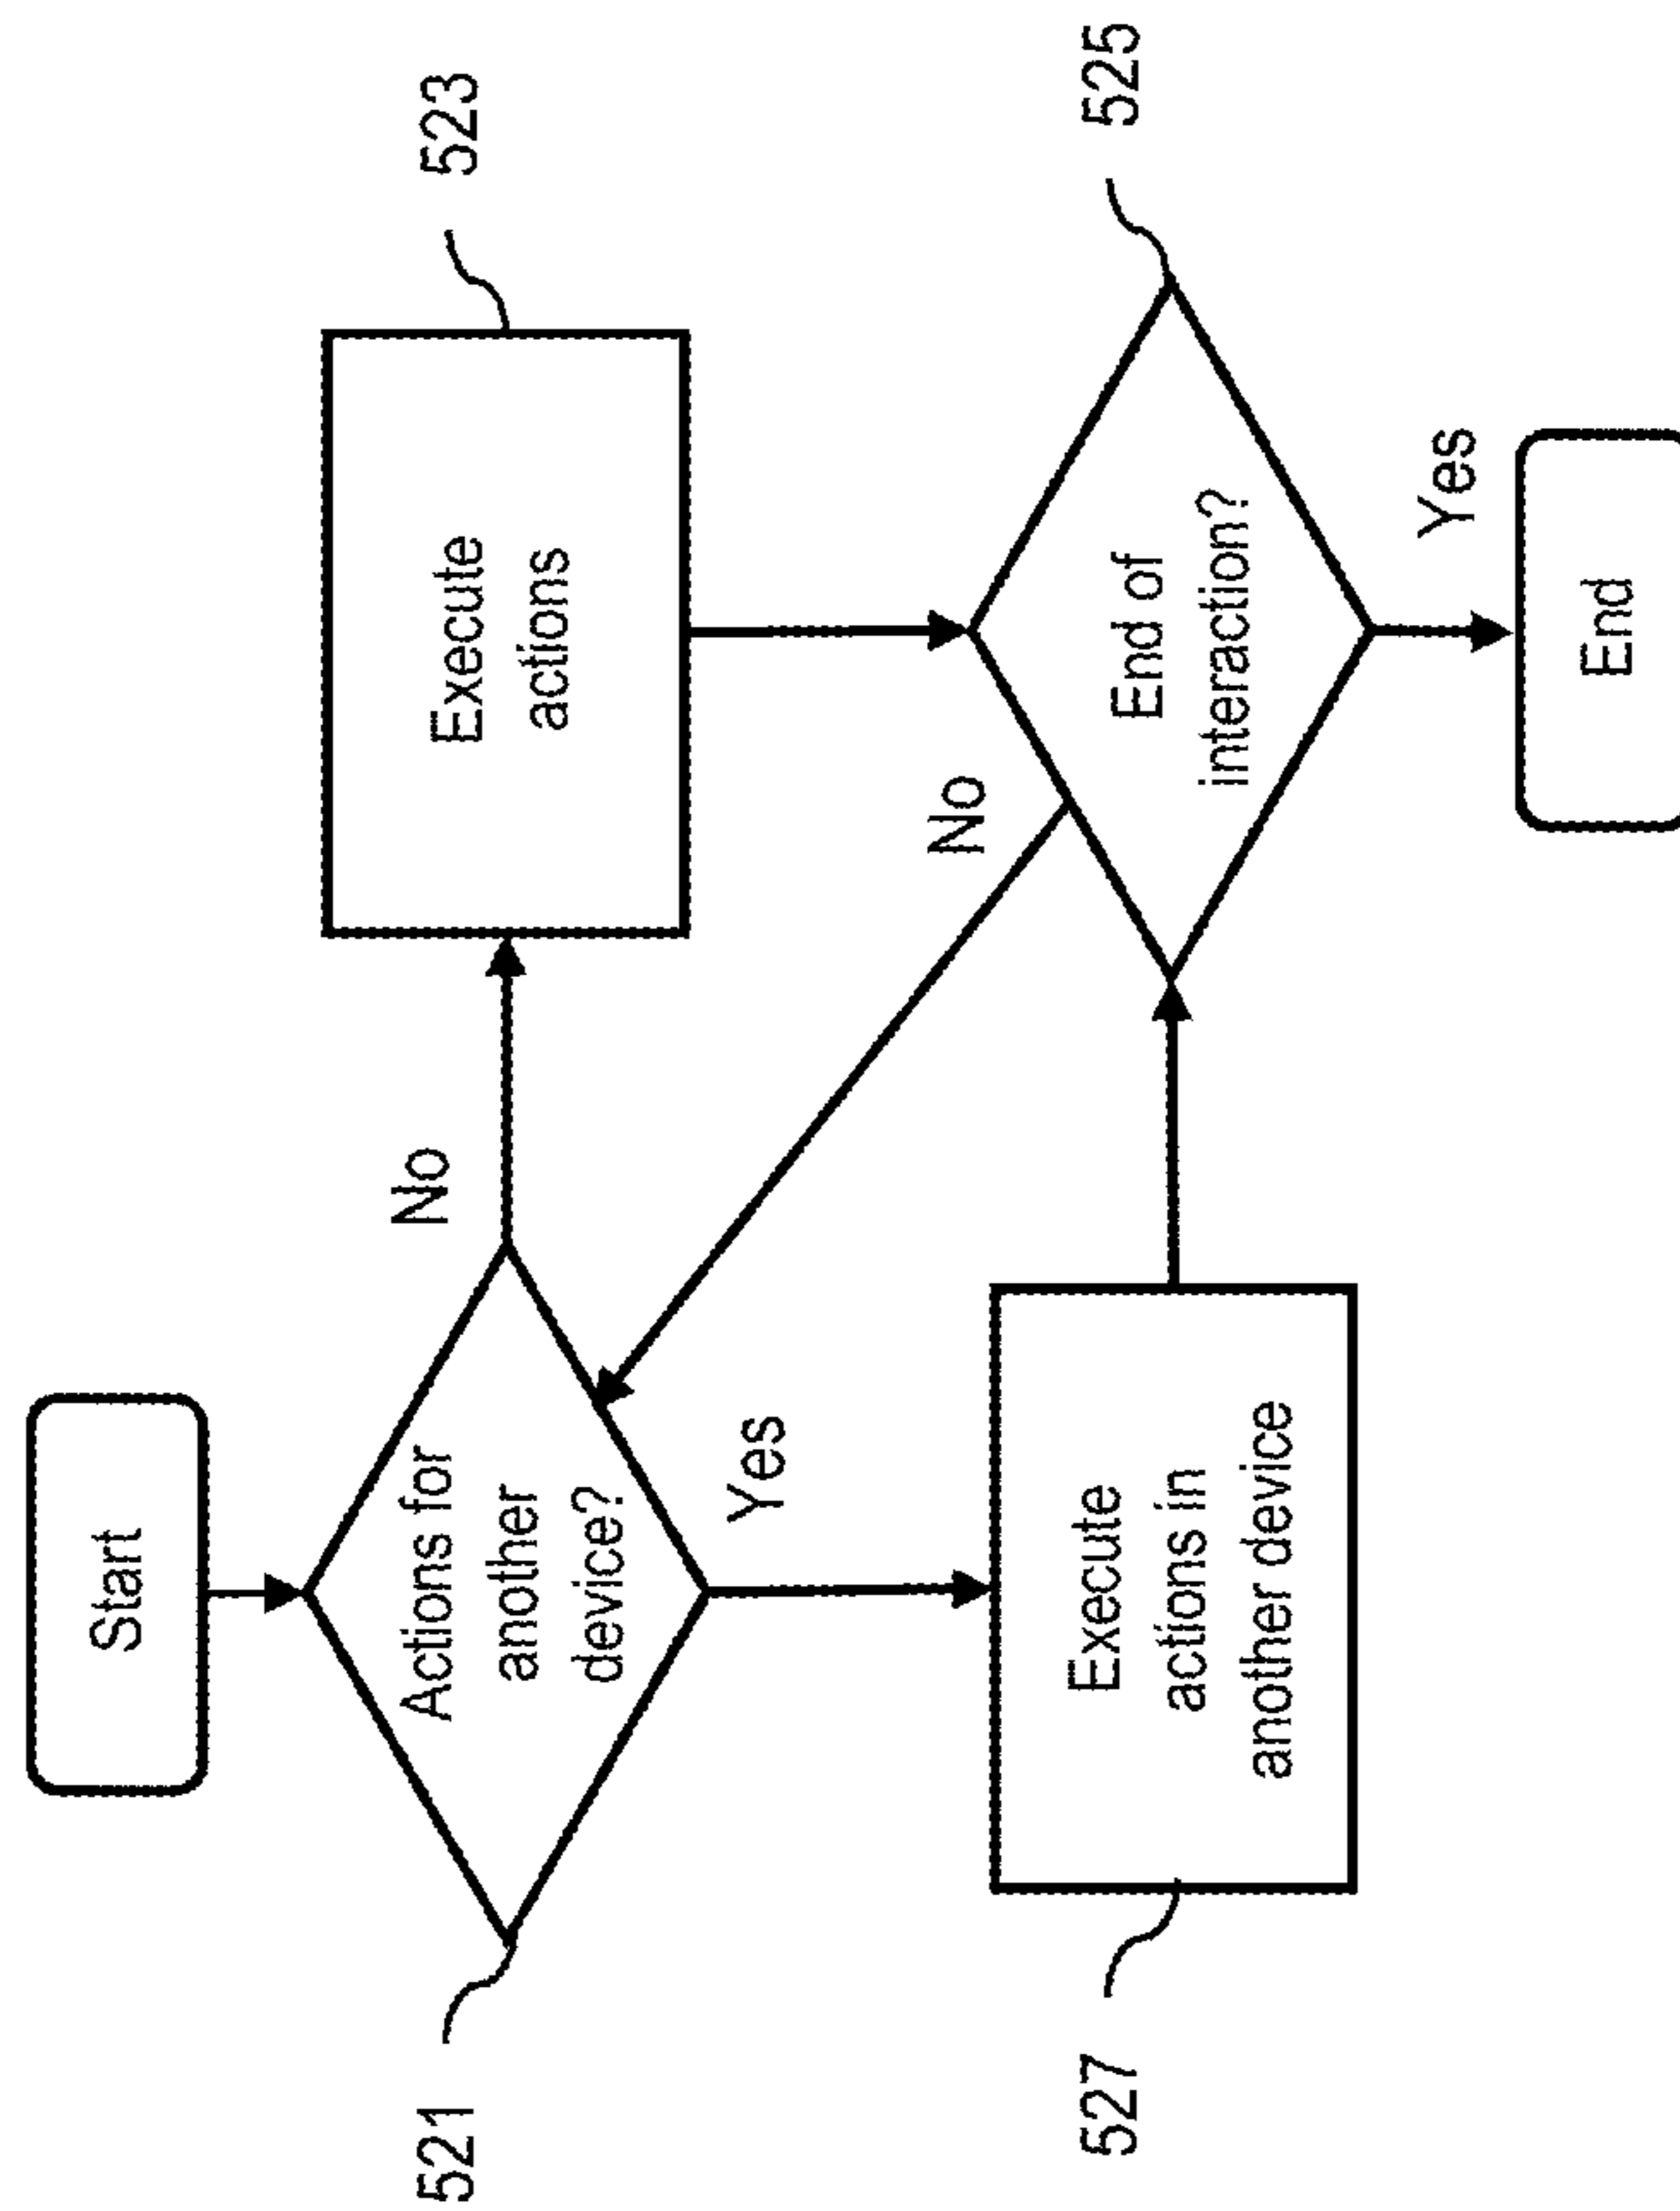 Start
521
Actions for
another
device?
No
Execute
actions
523
Yes
No
527
Execute
actions in
another device
End of
interaction?
525
Yes
End